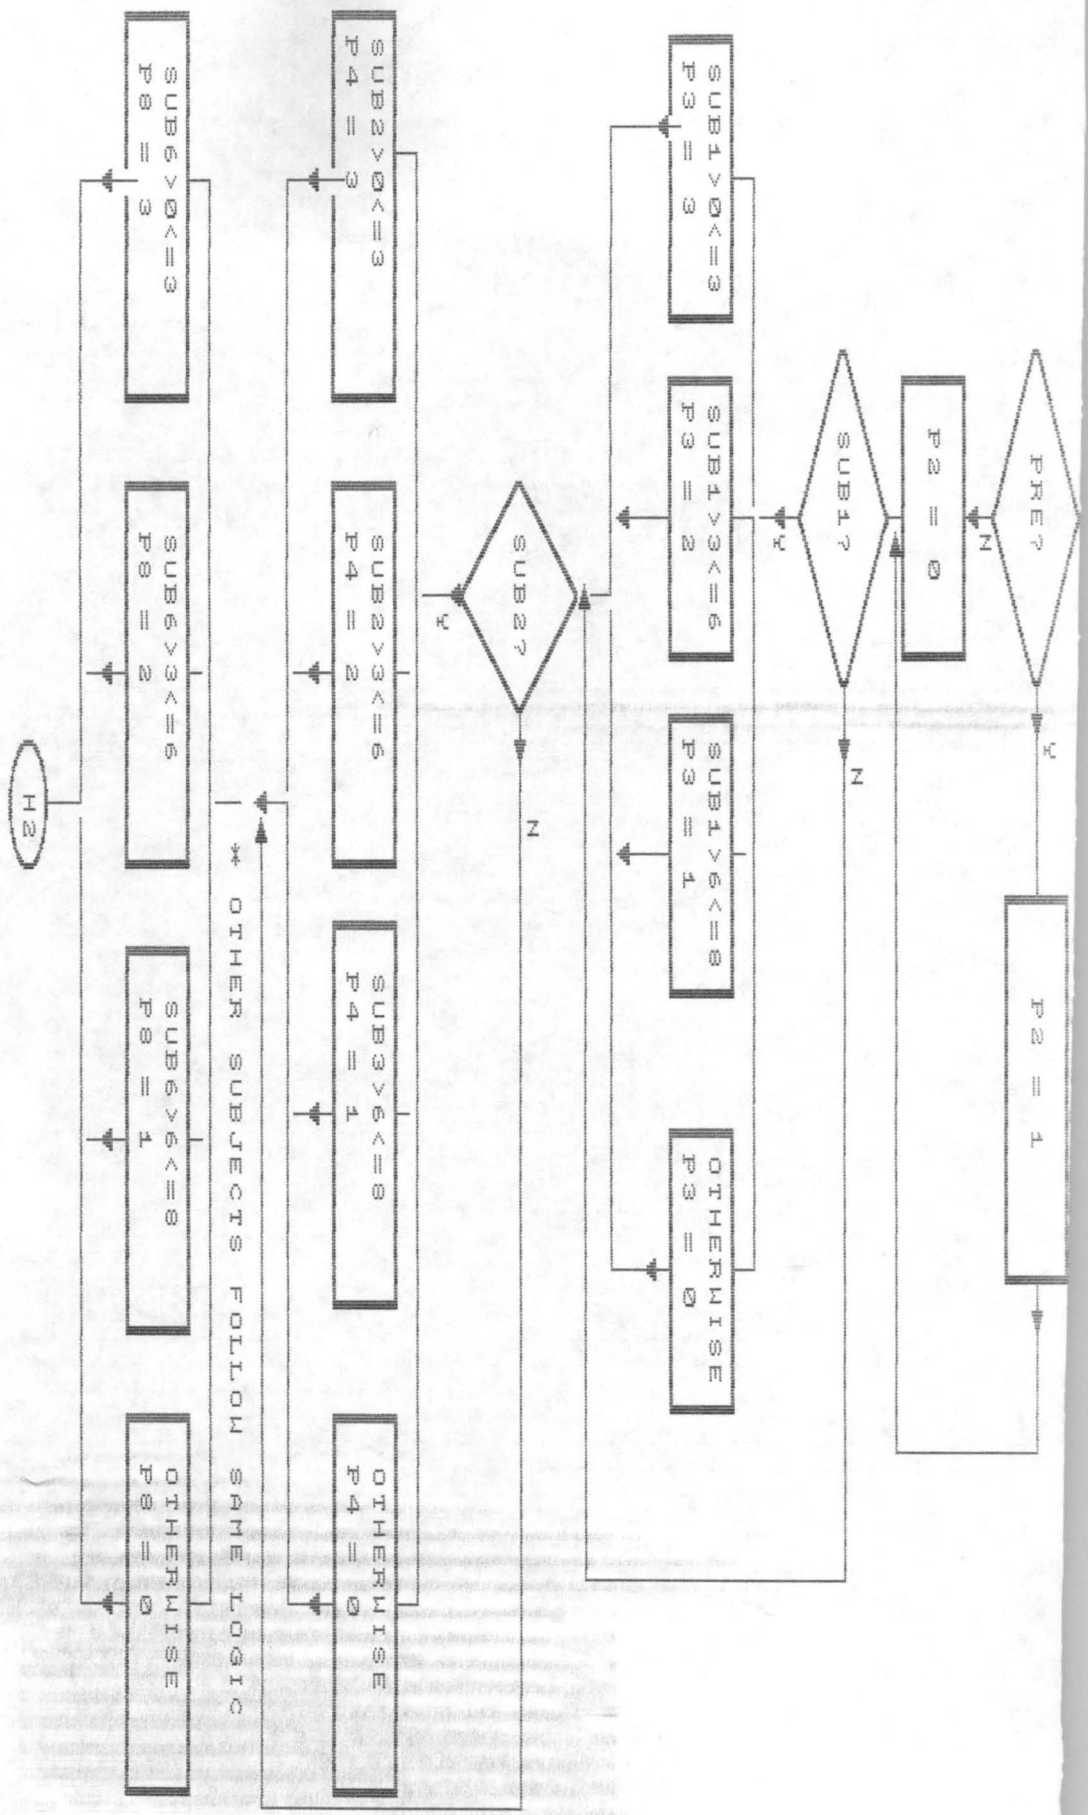 PRE?
Y
N
P2 = 1
P2 = 0
SUB1?
N
Y
SUB1>0<=3
P3 = 3
SUB1>3<=6
P3 = 2
SUB1>6<=8
P3 = 1
OTHERWISE
P3 = 0
SUB2?
N
Y
SUB2>0<=3
P4 = 3
SUB2>3<=6
P4 = 2
SUB3>6<=8
P4 = 1
OTHERWISE
P4 = 0
* OTHER SUBJECTS FOLLOW SAME LOGIC
SUB6>0<=3
P8 = 3
SUB6>3<=6
P8 = 2
SUB6>6<=8
P8 = 1
OTHERWISE
P8 = 0
H2